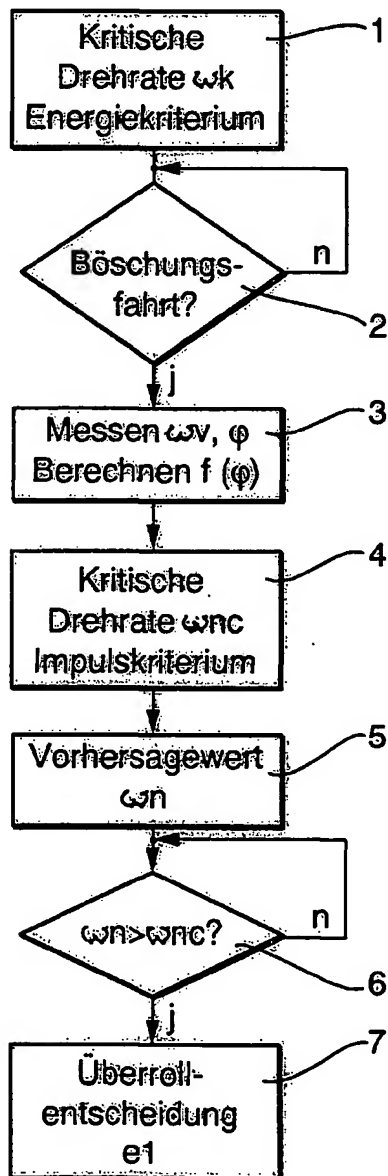 Kritische
Drehrate ωk
Energiekriterium
1
Böschungs-
fahrt?
n
2
j
Messen ωv, φ
Berechnen f (φ)
3
Kritische
Drehrate ωnc
Impulskriterium
4
Vorhersagewert
ωn
5
ωn>ωnc?
n
6
j
Überroll-
entscheidung
e1
7